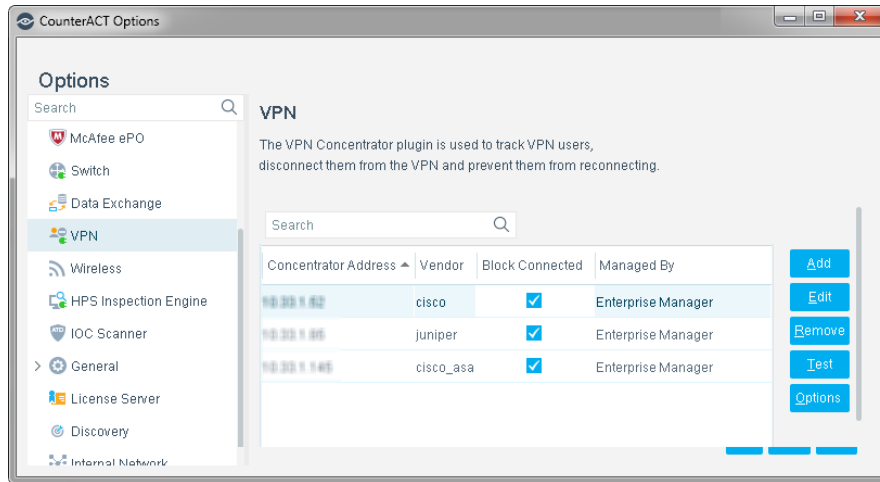 CounterACT Options
Options
Search
McAfee ePO
Switch
Data Exchange
VPN
Wireless
HPS Inspection Engine
ATD
IOC Scanner
General
License Server
Discovery
Internal Network
VPN
The VPN Concentrator plugin is used to track VPN users,
disconnect them from the VPN and prevent them from reconnecting.
Search
Concentrator Address Vendor Block Connected Managed By
cisco Enterprise Manager
juniper Enterprise Manager
cisco_asa Enterprise Manager
Add
Edit
Remove
Test
Options